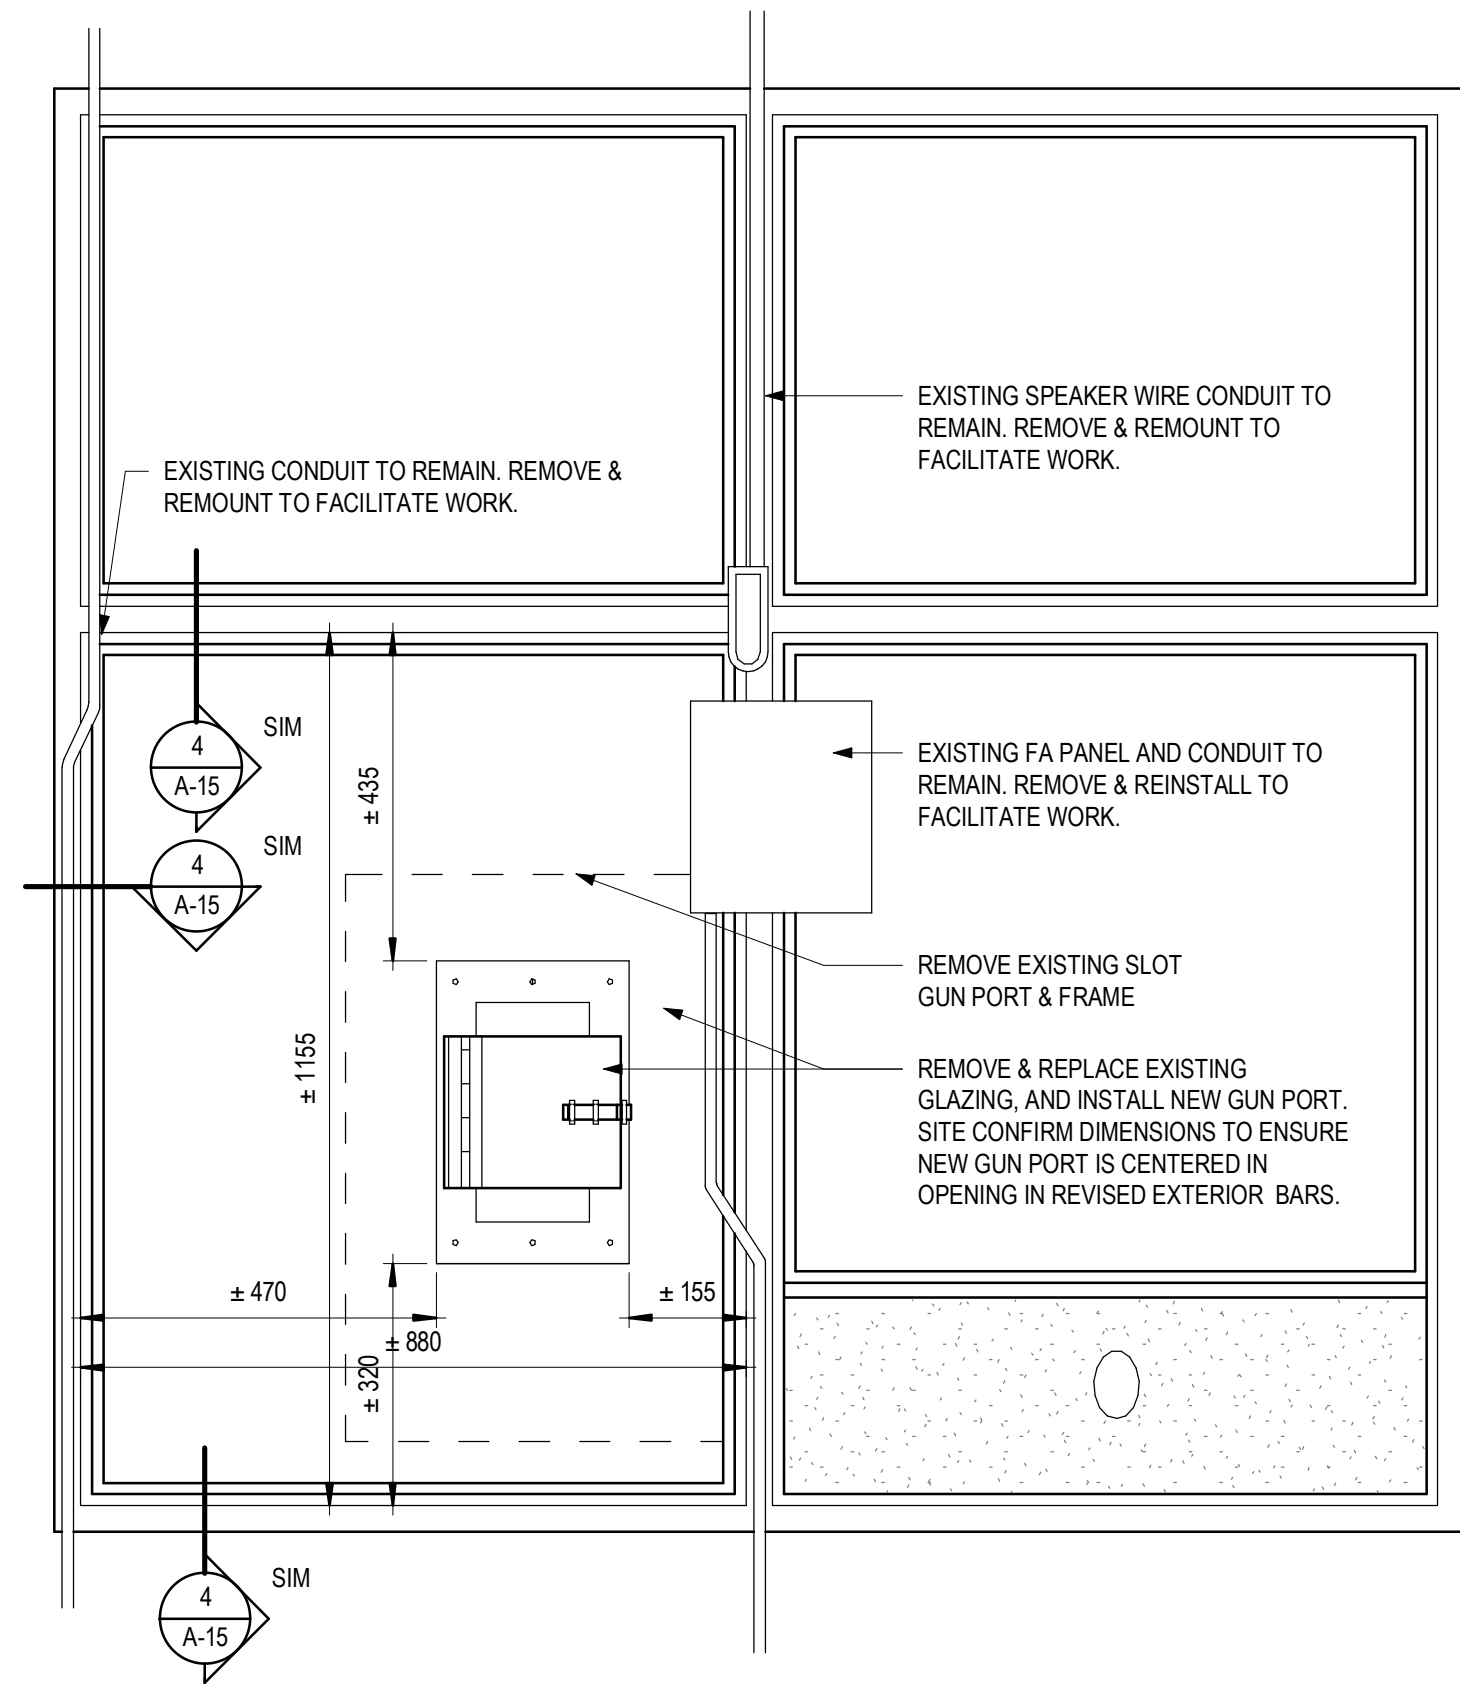 EXISTING SPEAKER WIRE CONDUIT TO
REMAIN. REMOVE & REMOUNT TO
FACILITATE WORK.
EXISTING CONDUIT TO REMAIN. REMOVE &
REMOUNT TO FACILITATE WORK.
SIM
4
A-15
SIM
4
A-15
± 435
EXISTING FA PANEL AND CONDUIT TO
REMAIN. REMOVE & REINSTALL TO
FACILITATE WORK.
REMOVE EXISTING SLOT
GUN PORT & FRAME
± 1155
REMOVE & REPLACE EXISTING
GLAZING, AND INSTALL NEW GUN PORT.
SITE CONFIRM DIMENSIONS TO ENSURE
NEW GUN PORT IS CENTERED IN
OPENING IN REVISED EXTERIOR BARS.
± 470
± 155
± 880
± 320
SIM
4
A-15